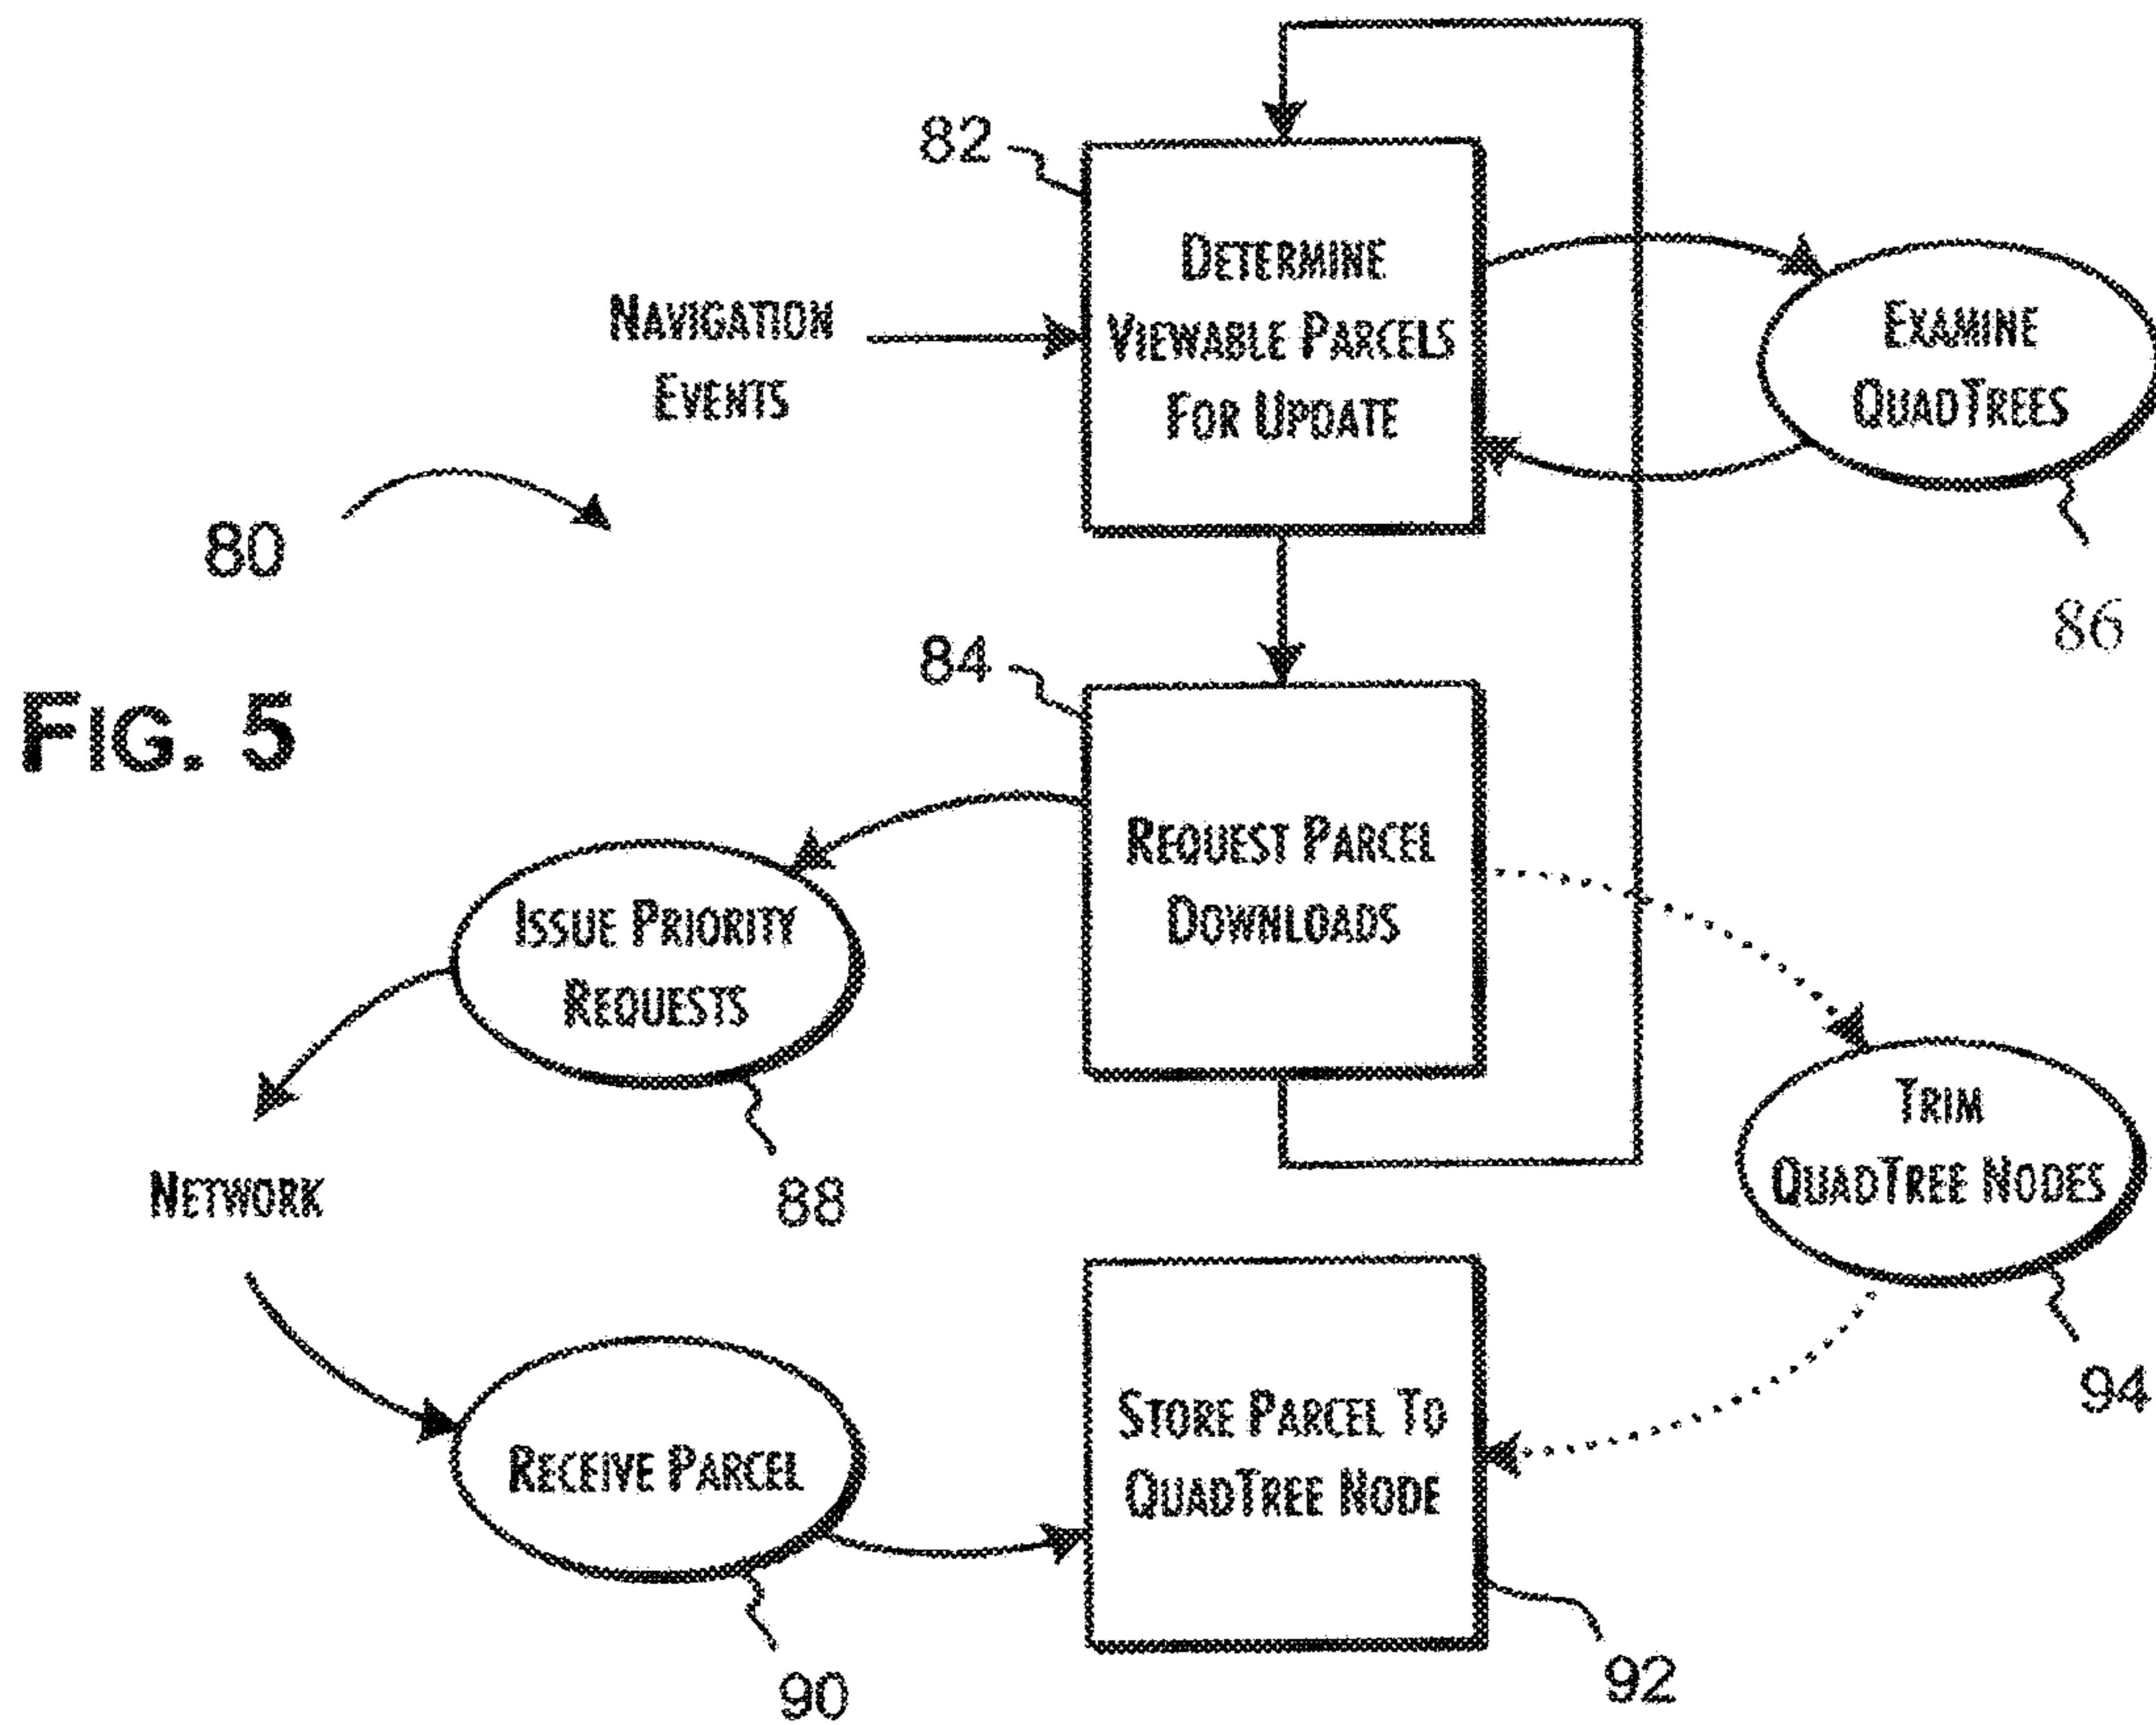 82
DETERMINE
VIEWABLE PARCELS
FOR UPDATE
NAVIGATION
EVENTS
EXAMINE
QUADTREES
86
80
FIG. 5
84
REQUEST PARCEL
DOWNLOADS
ISSUE PRIORITY
REQUESTS
88
NETWORK
TRIM
QUADTREE NODES
94
RECEIVE PARCEL
90
STORE PARCEL TO
QUADTREE NODE
92